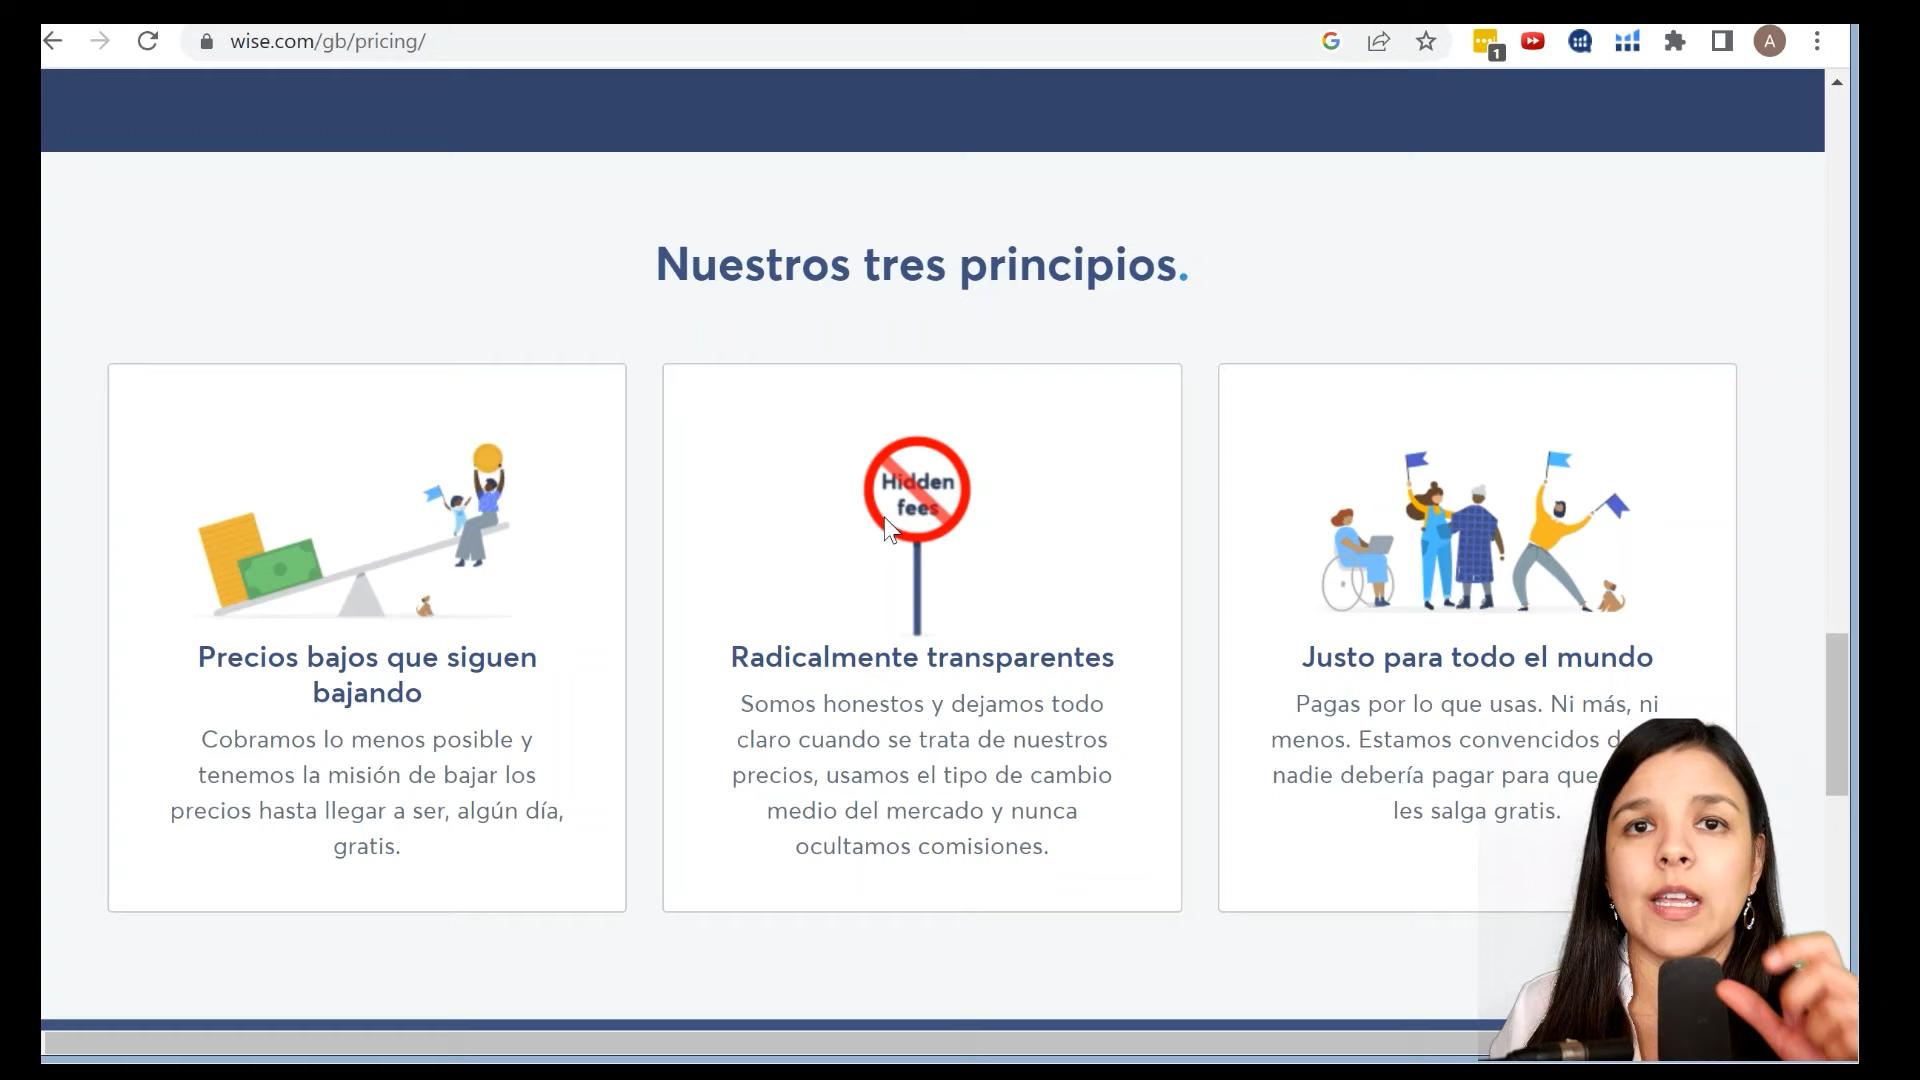 wise.com/gb/pricing/
1
A
Nuestros tres principios.
Hidden
fees
Precios bajos que siguen
bajando
Cobramos lo menos posible y
tenemos la misión de bajar los
precios hasta llegar a ser, algún día,
gratis.
Radicalmente transparentes
Somos honestos y dejamos todo
claro cuando se trata de nuestros
precios, usamos el tipo de cambio
medio del mercado y nunca
ocultamos comisiones.
Justo para todo el mundo
Pagas por lo que usas. Ni más, ni
menos. Estamos convencidos
nadie debería pagar para que
les salga gratis.